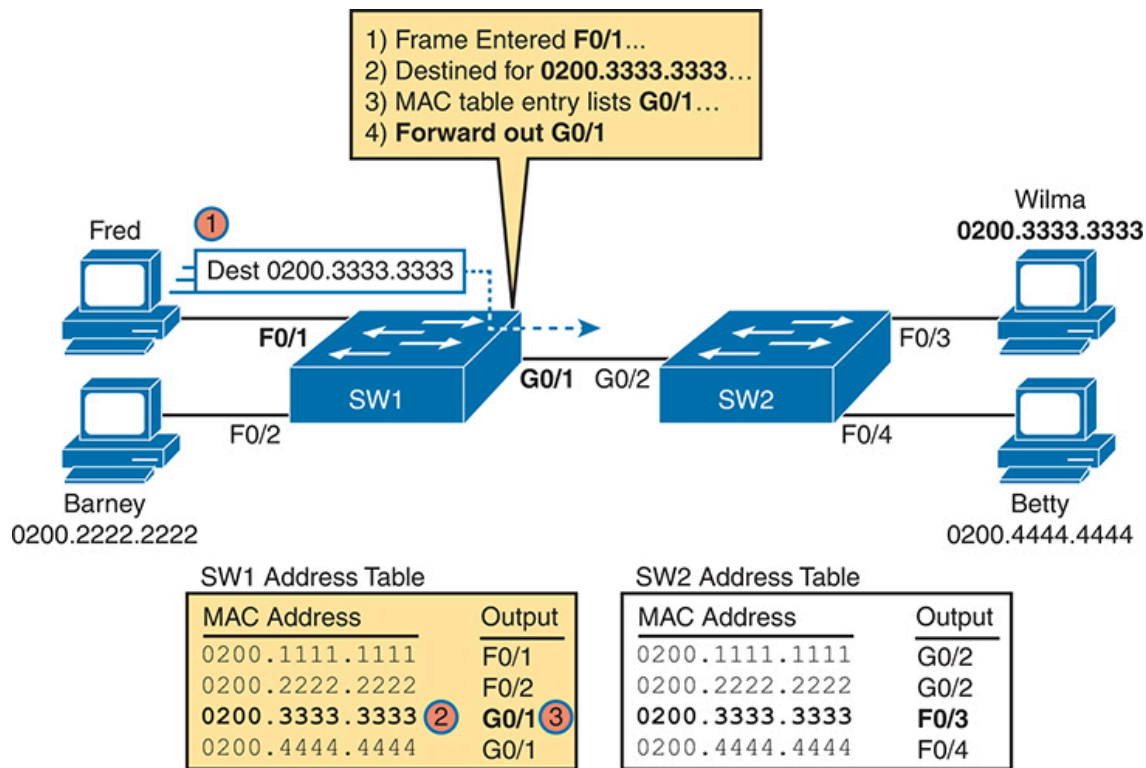 1) Frame Entered F0/1...
2) Destined for 0200.3333.3333...
3) MAC table entry lists G0/1...
4) Forward out G0/1
Wilma
0200.3333.3333
Fred
1
Dest 0200.3333.3333
F0/1
F0/3
G0/1 G0/2
SW1
SW2
F0/2
F0/4
Barney
0200.2222.2222
Betty
0200.4444.4444
SW1 Address Table
MAC Address Output
0200.1111.1111 F0/1
0200.2222.2222 F0/2
0200.3333.3333 2 G0/1 3
0200.4444.4444 G0/1
SW2 Address Table
MAC Address Output
0200.1111.1111 G0/2
0200.2222.2222 G0/2
0200.3333.3333 F0/3
0200.4444.4444 F0/4